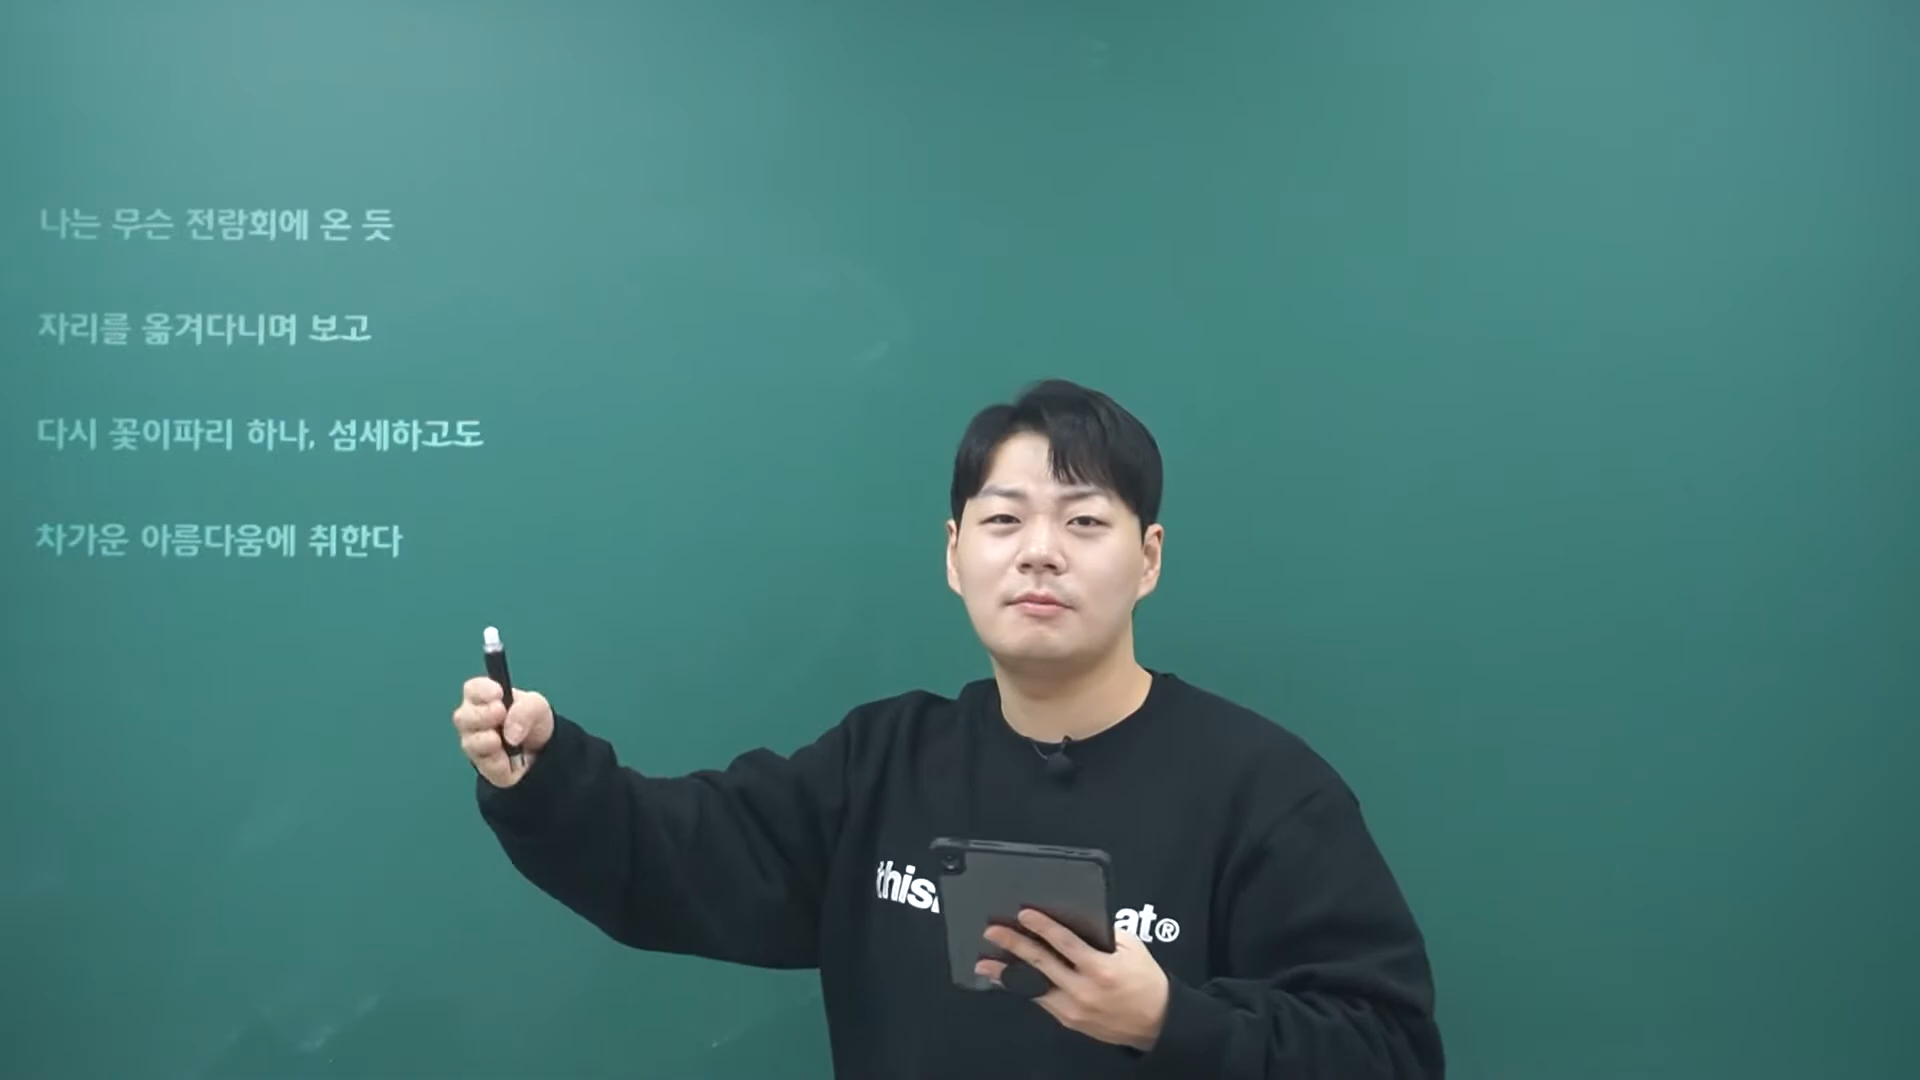 나는 무슨 전람회에 온 듯
자리를 옮겨다니며 보고
다시 꽃이파리 하나, 섬세하고도
차가운 아름다움에 취한다
this
at®